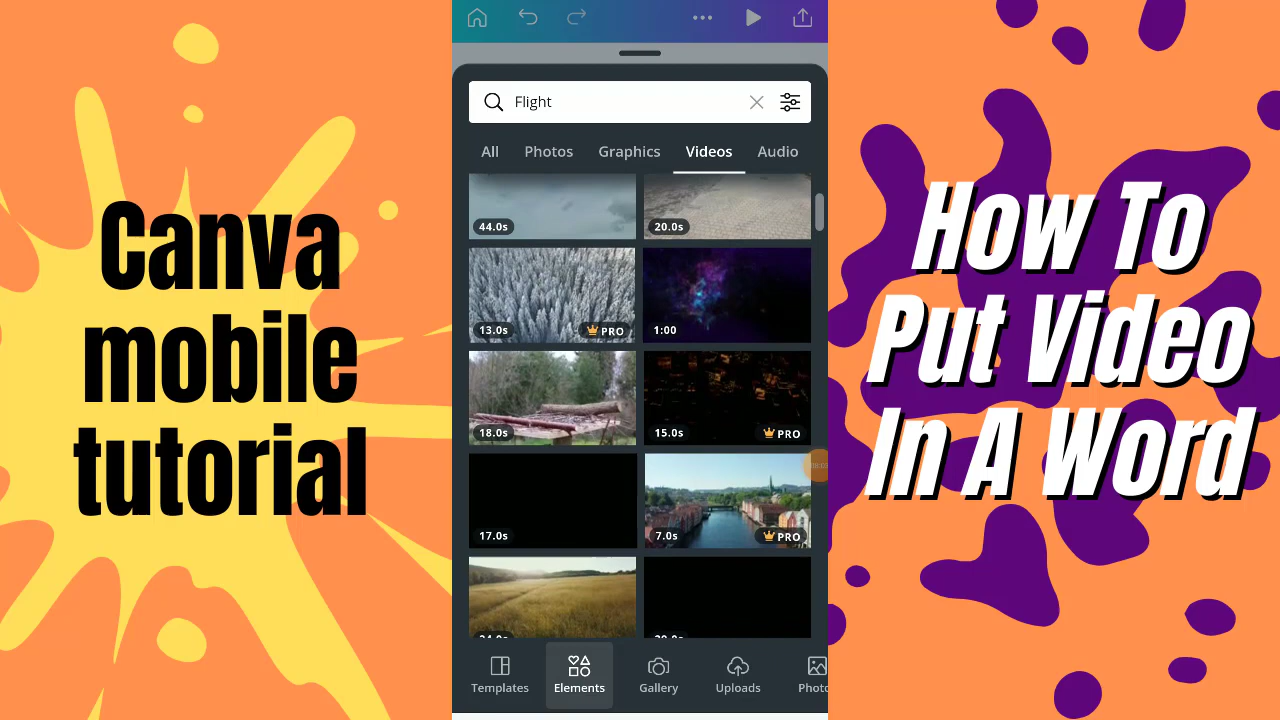 Canva
mobile
tutorial
Flight
All Photos Graphics Videos Audio
44.0s 20.0s
13.0s PRO 1:00
18.0s 15.0s PRO
17.0s 7.0s PRO
Templates Elements Gallery Uploads Photo
How To
Put Video
In A Word